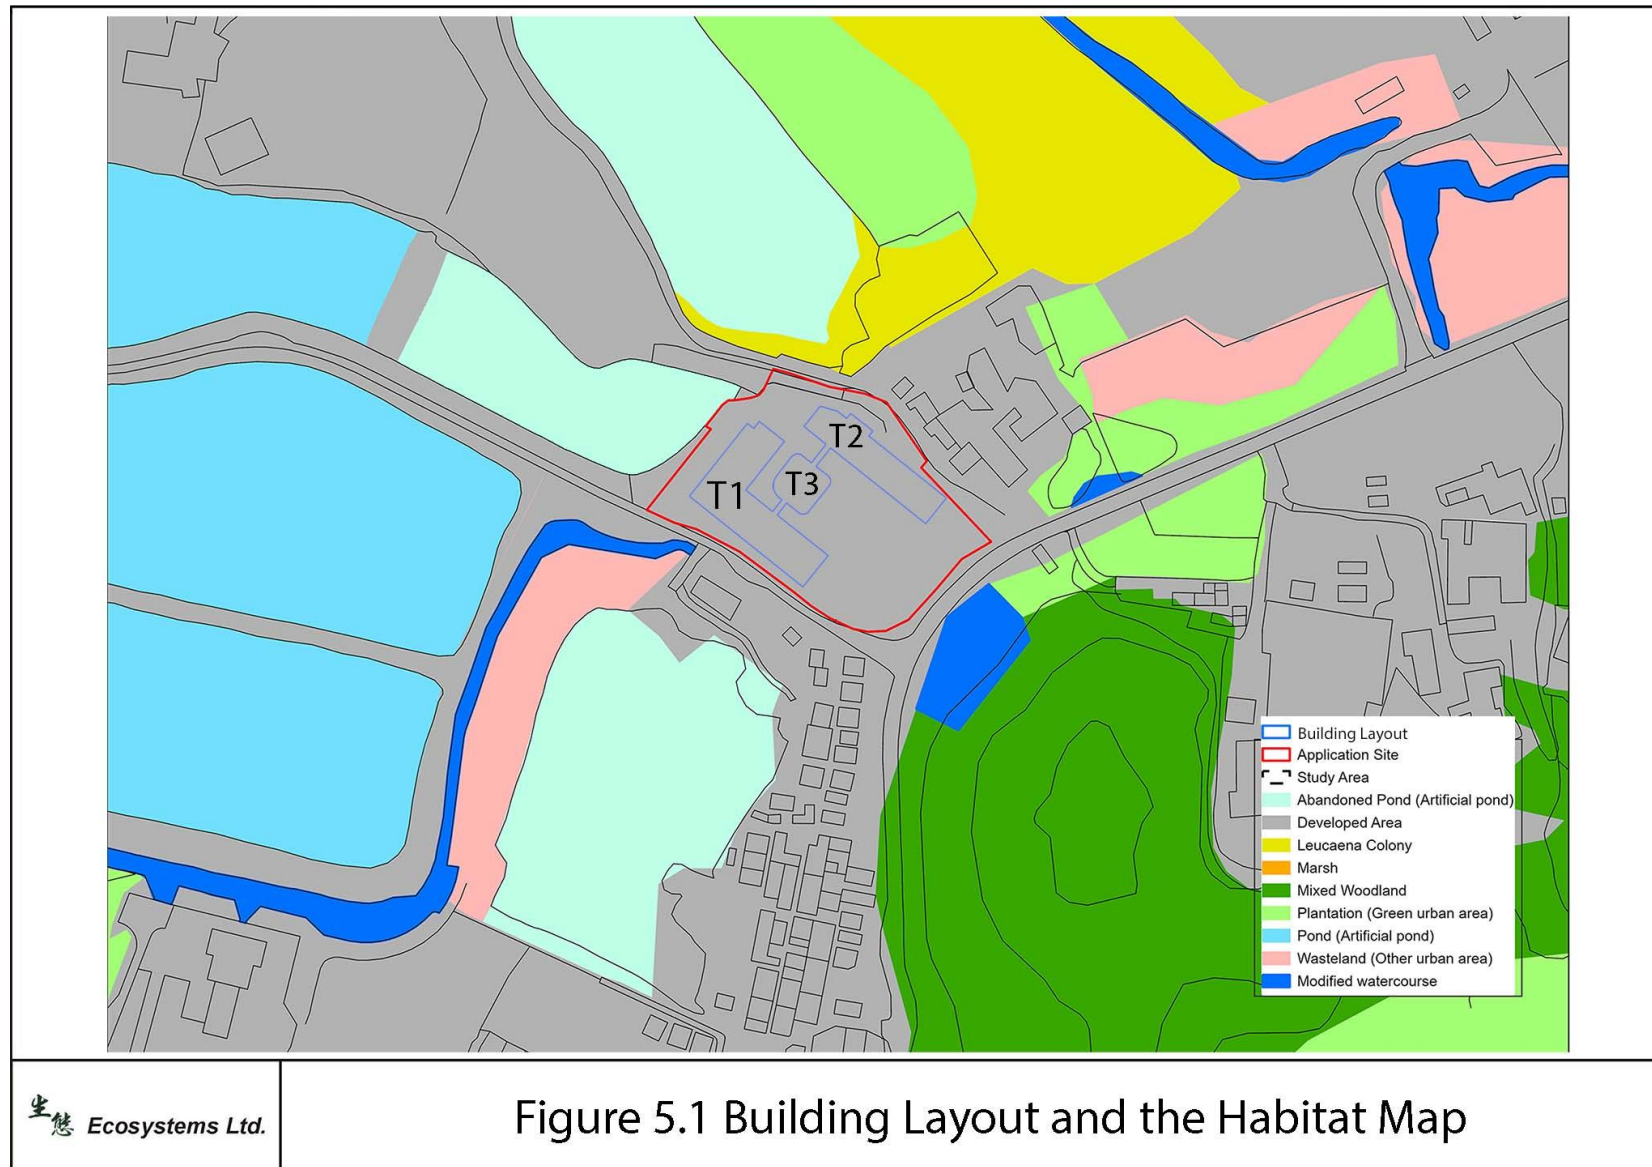 T2
T3
T1
Building Layout
Application Site
Study Area
Abandoned Pond (Artificial pond)
Developed Area
Leucaena Colony
Marsh
Mixed Woodland
Plantation (Green urban area)
Pond (Artificial pond)
Wasteland (Other urban area)
Modified watercourse
生態 Ecosystems Ltd.
Figure 5.1 Building Layout and the Habitat Map